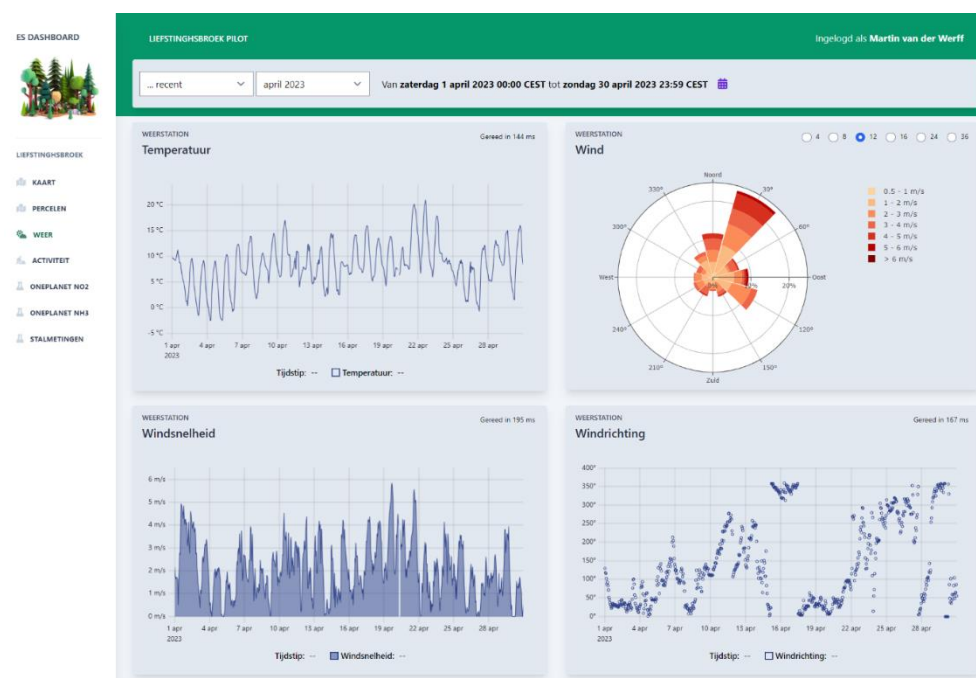 ES DASHBOARD
LIEFSTINGHSBROEK PILOT
Ingelogd als Martin van der Werff
... recent
april 2023
Van zaterdag 1 april 2023 00:00 CEST tot zondag 30 april 2023 23:59 CEST
LIEFSTINGHSBROEK
KAART
PERCELEN
WEER
ACTIVITEIT
ONEPLANET NO2
ONEPLANET NH3
STALMETINGEN
WEERSTATION
Gereed in 144 ms
Temperatuur
20 °C
15 °C
10 °C
5 °C
0 °C
-5 °C
1 apr 4 apr 7 apr 10 apr 13 apr 16 apr 19 apr 22 apr 25 apr 28 apr
2023
Tijdstip: -- Temperatuur: --
WEERSTATION
4 8 12 16 24 36
Wind
Noord
330° 30°
300° 60°
West Oost
0% 10% 20%
240° 120°
210° 150°
Zuid
0.5 - 1 m/s
1 - 2 m/s
2 - 3 m/s
3 - 4 m/s
4 - 5 m/s
5 - 6 m/s
> 6 m/s
WEERSTATION
Gereed in 195 ms
Windsnelheid
6 m/s
5 m/s
4 m/s
3 m/s
2 m/s
1 m/s
0 m/s
1 apr 4 apr 7 apr 10 apr 13 apr 16 apr 19 apr 22 apr 25 apr 28 apr
2023
Tijdstip: -- Windsnelheid: --
WEERSTATION
Gereed in 167 ms
Windrichting
400°
350°
300°
250°
200°
150°
100°
50°
0°
1 apr 4 apr 7 apr 10 apr 13 apr 16 apr 19 apr 22 apr 25 apr 28 apr
2023
Tijdstip: -- Windrichting: --